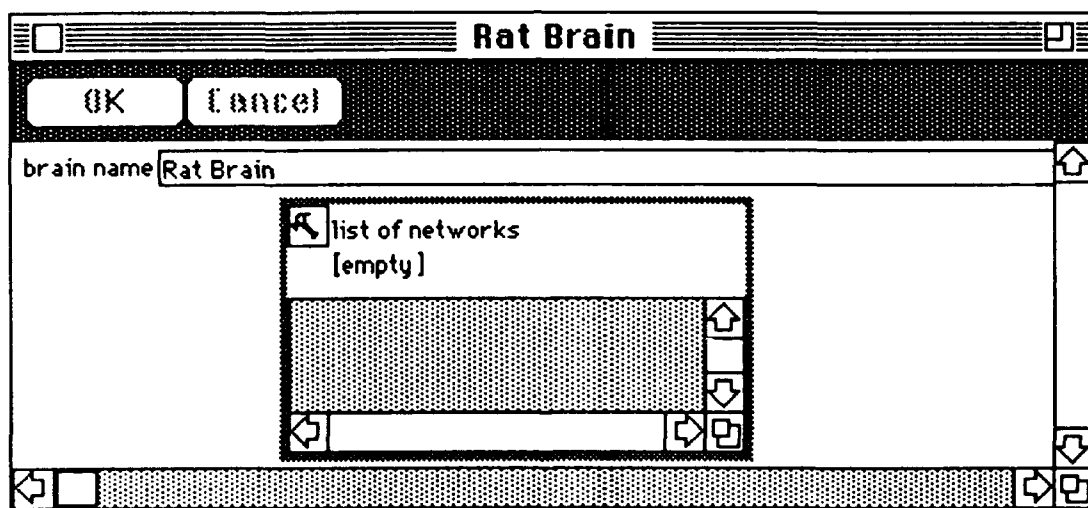 Rat Brain
OK Cancel
brain name Rat Brain
list of networks
[empty]